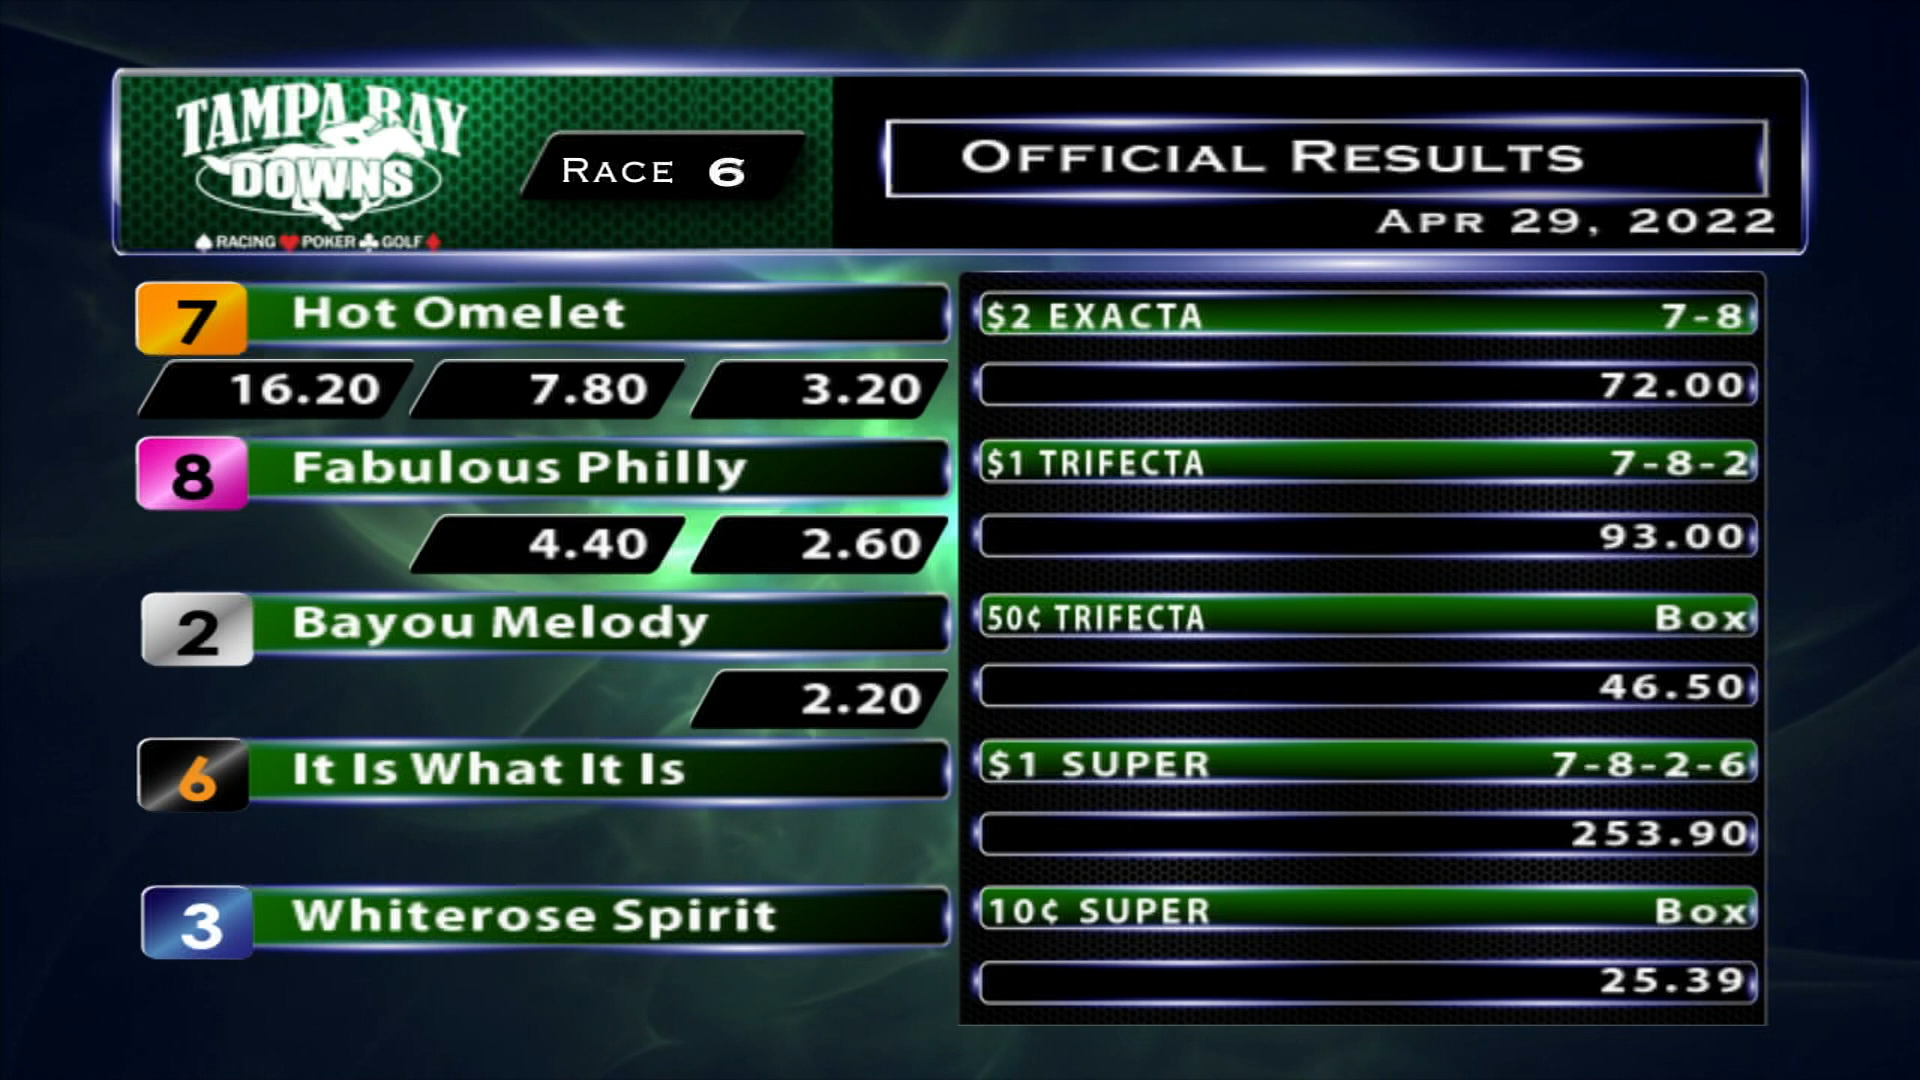 TAMPA BAY
DOWNS
RACING POKER GOLF
RACE 6
OFFICIAL RESULTS
APR 29, 2022
7 Hot Omelet
16.20 7.80 3.20
8 Fabulous Philly
4.40 2.60
2 Bayou Melody
2.20
6 It Is What It Is
3 Whiterose Spirit
$2 EXACTA 7-8
72.00
$1 TRIFECTA 7-8-2
93.00
50¢ TRIFECTA Box
46.50
$1 SUPER 7-8-2-6
253.90
10¢ SUPER Box
25.39